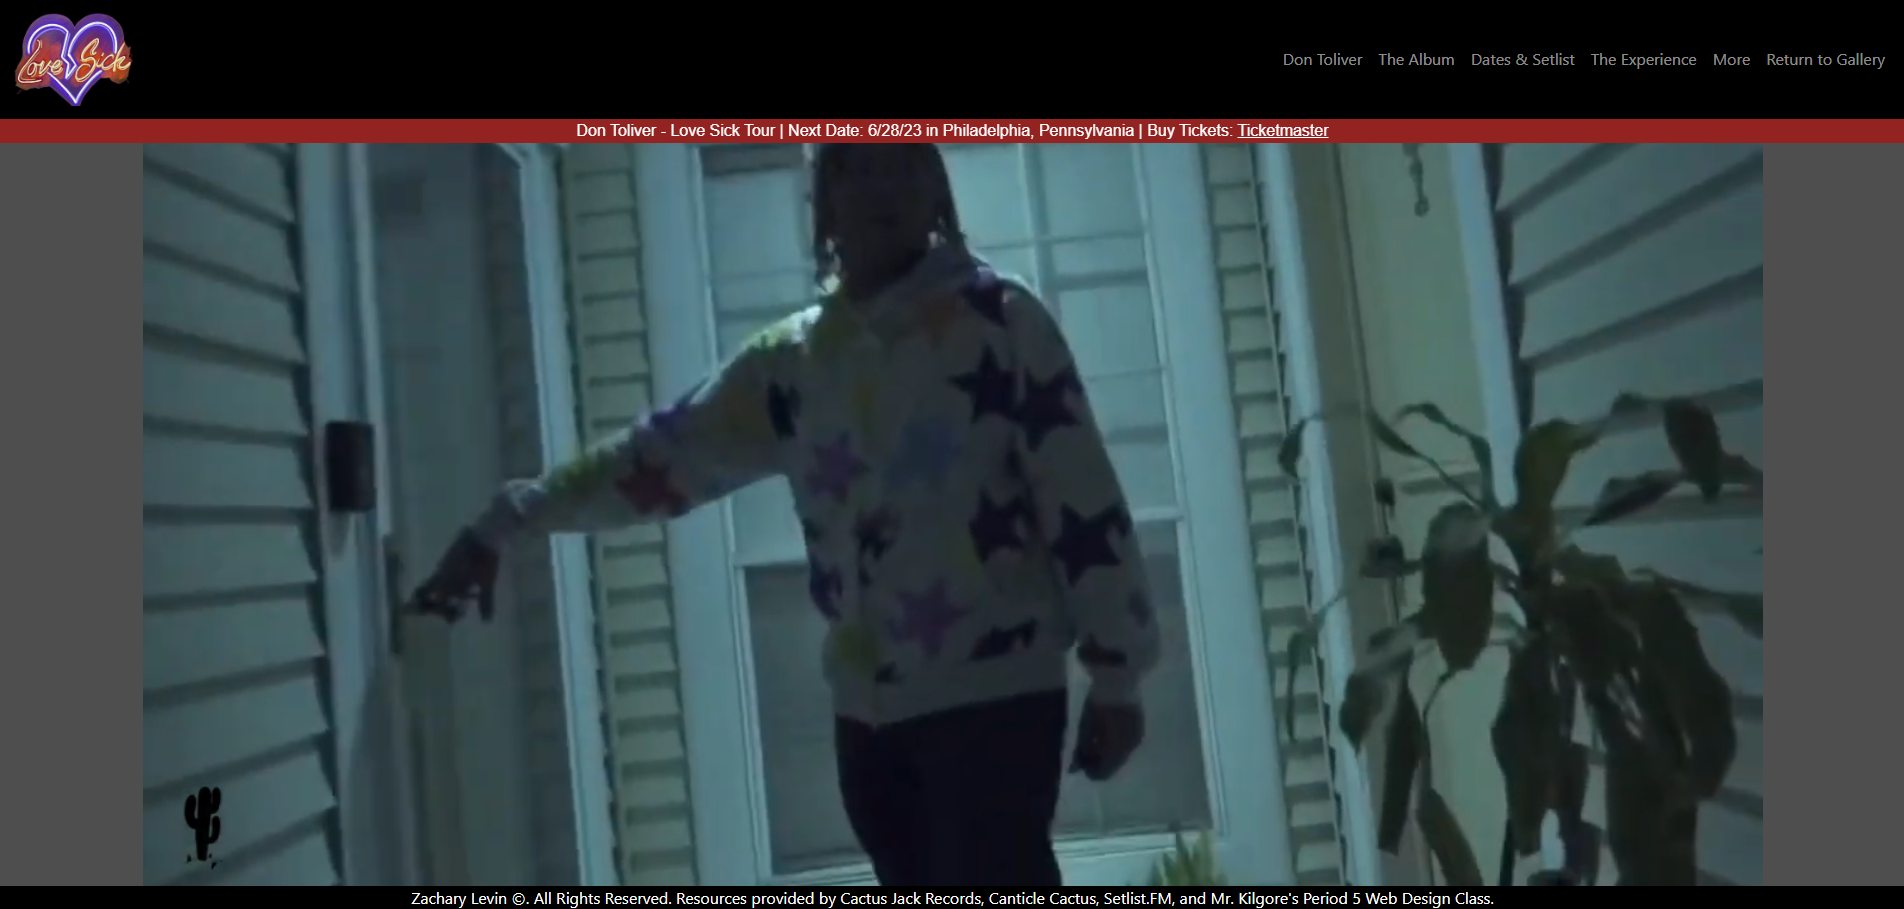 Love Sick
Don Toliver The Album Dates & Setlist The Experience More Return to Gallery
Don Toliver - Love Sick Tour | Next Date: 6/28/23 in Philadelphia, Pennsylvania | Buy Tickets: Ticketmaster
Zachary Levin ©. All Rights Reserved. Resources provided by Cactus Jack Records, Canticle Cactus, Setlist.FM, and Mr. Kilgore's Period 5 Web Design Class.